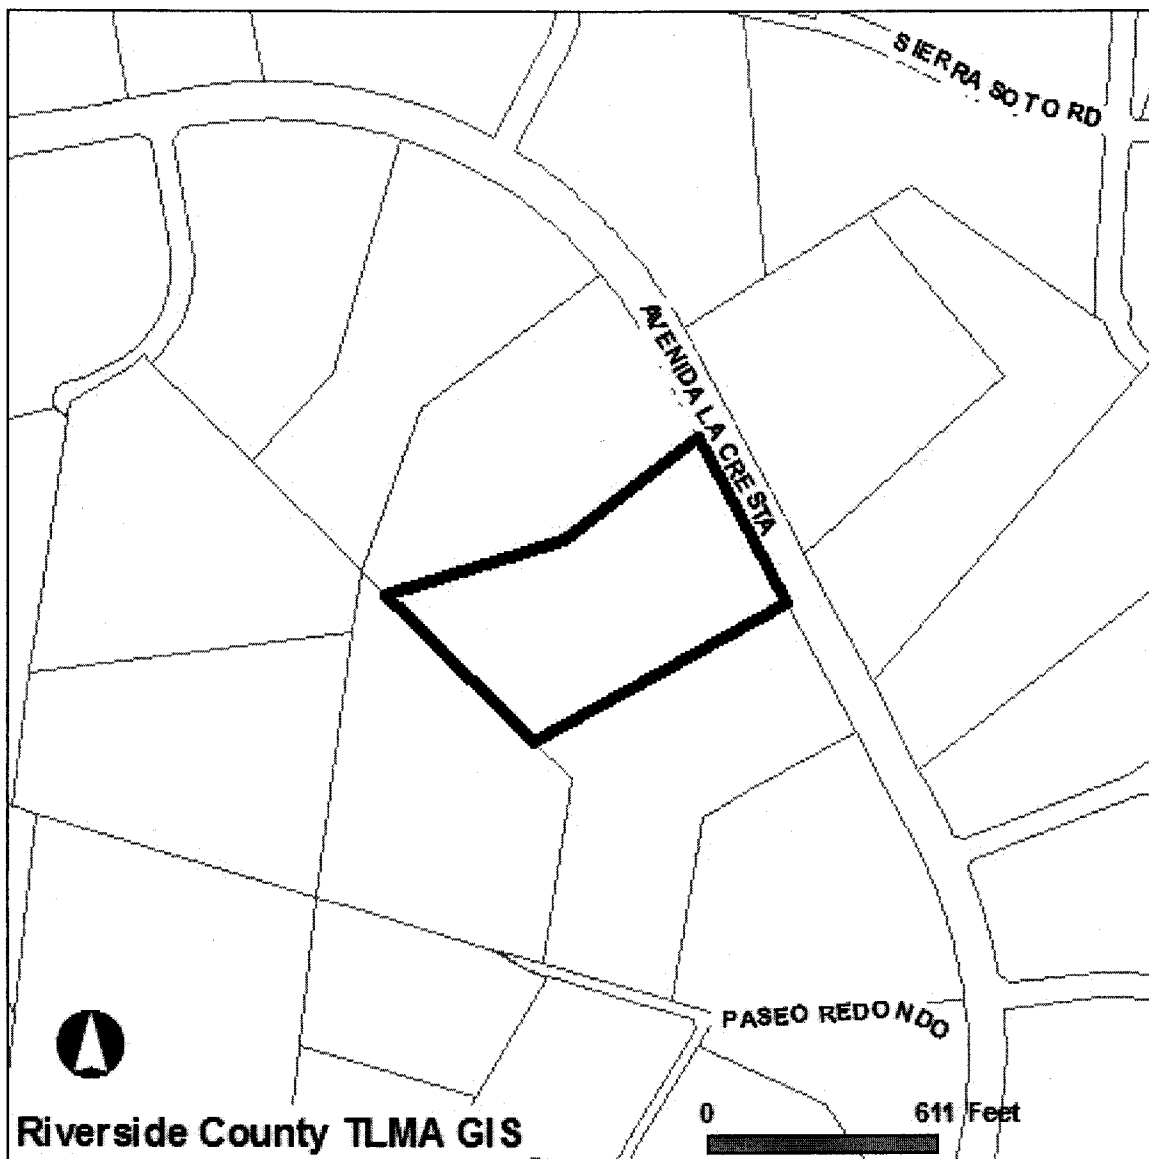 SIERRA SOTO RD
AVENIDA LA CRESTA
PASEO REDONDO
0 611 Feet
Riverside County TLMA GIS